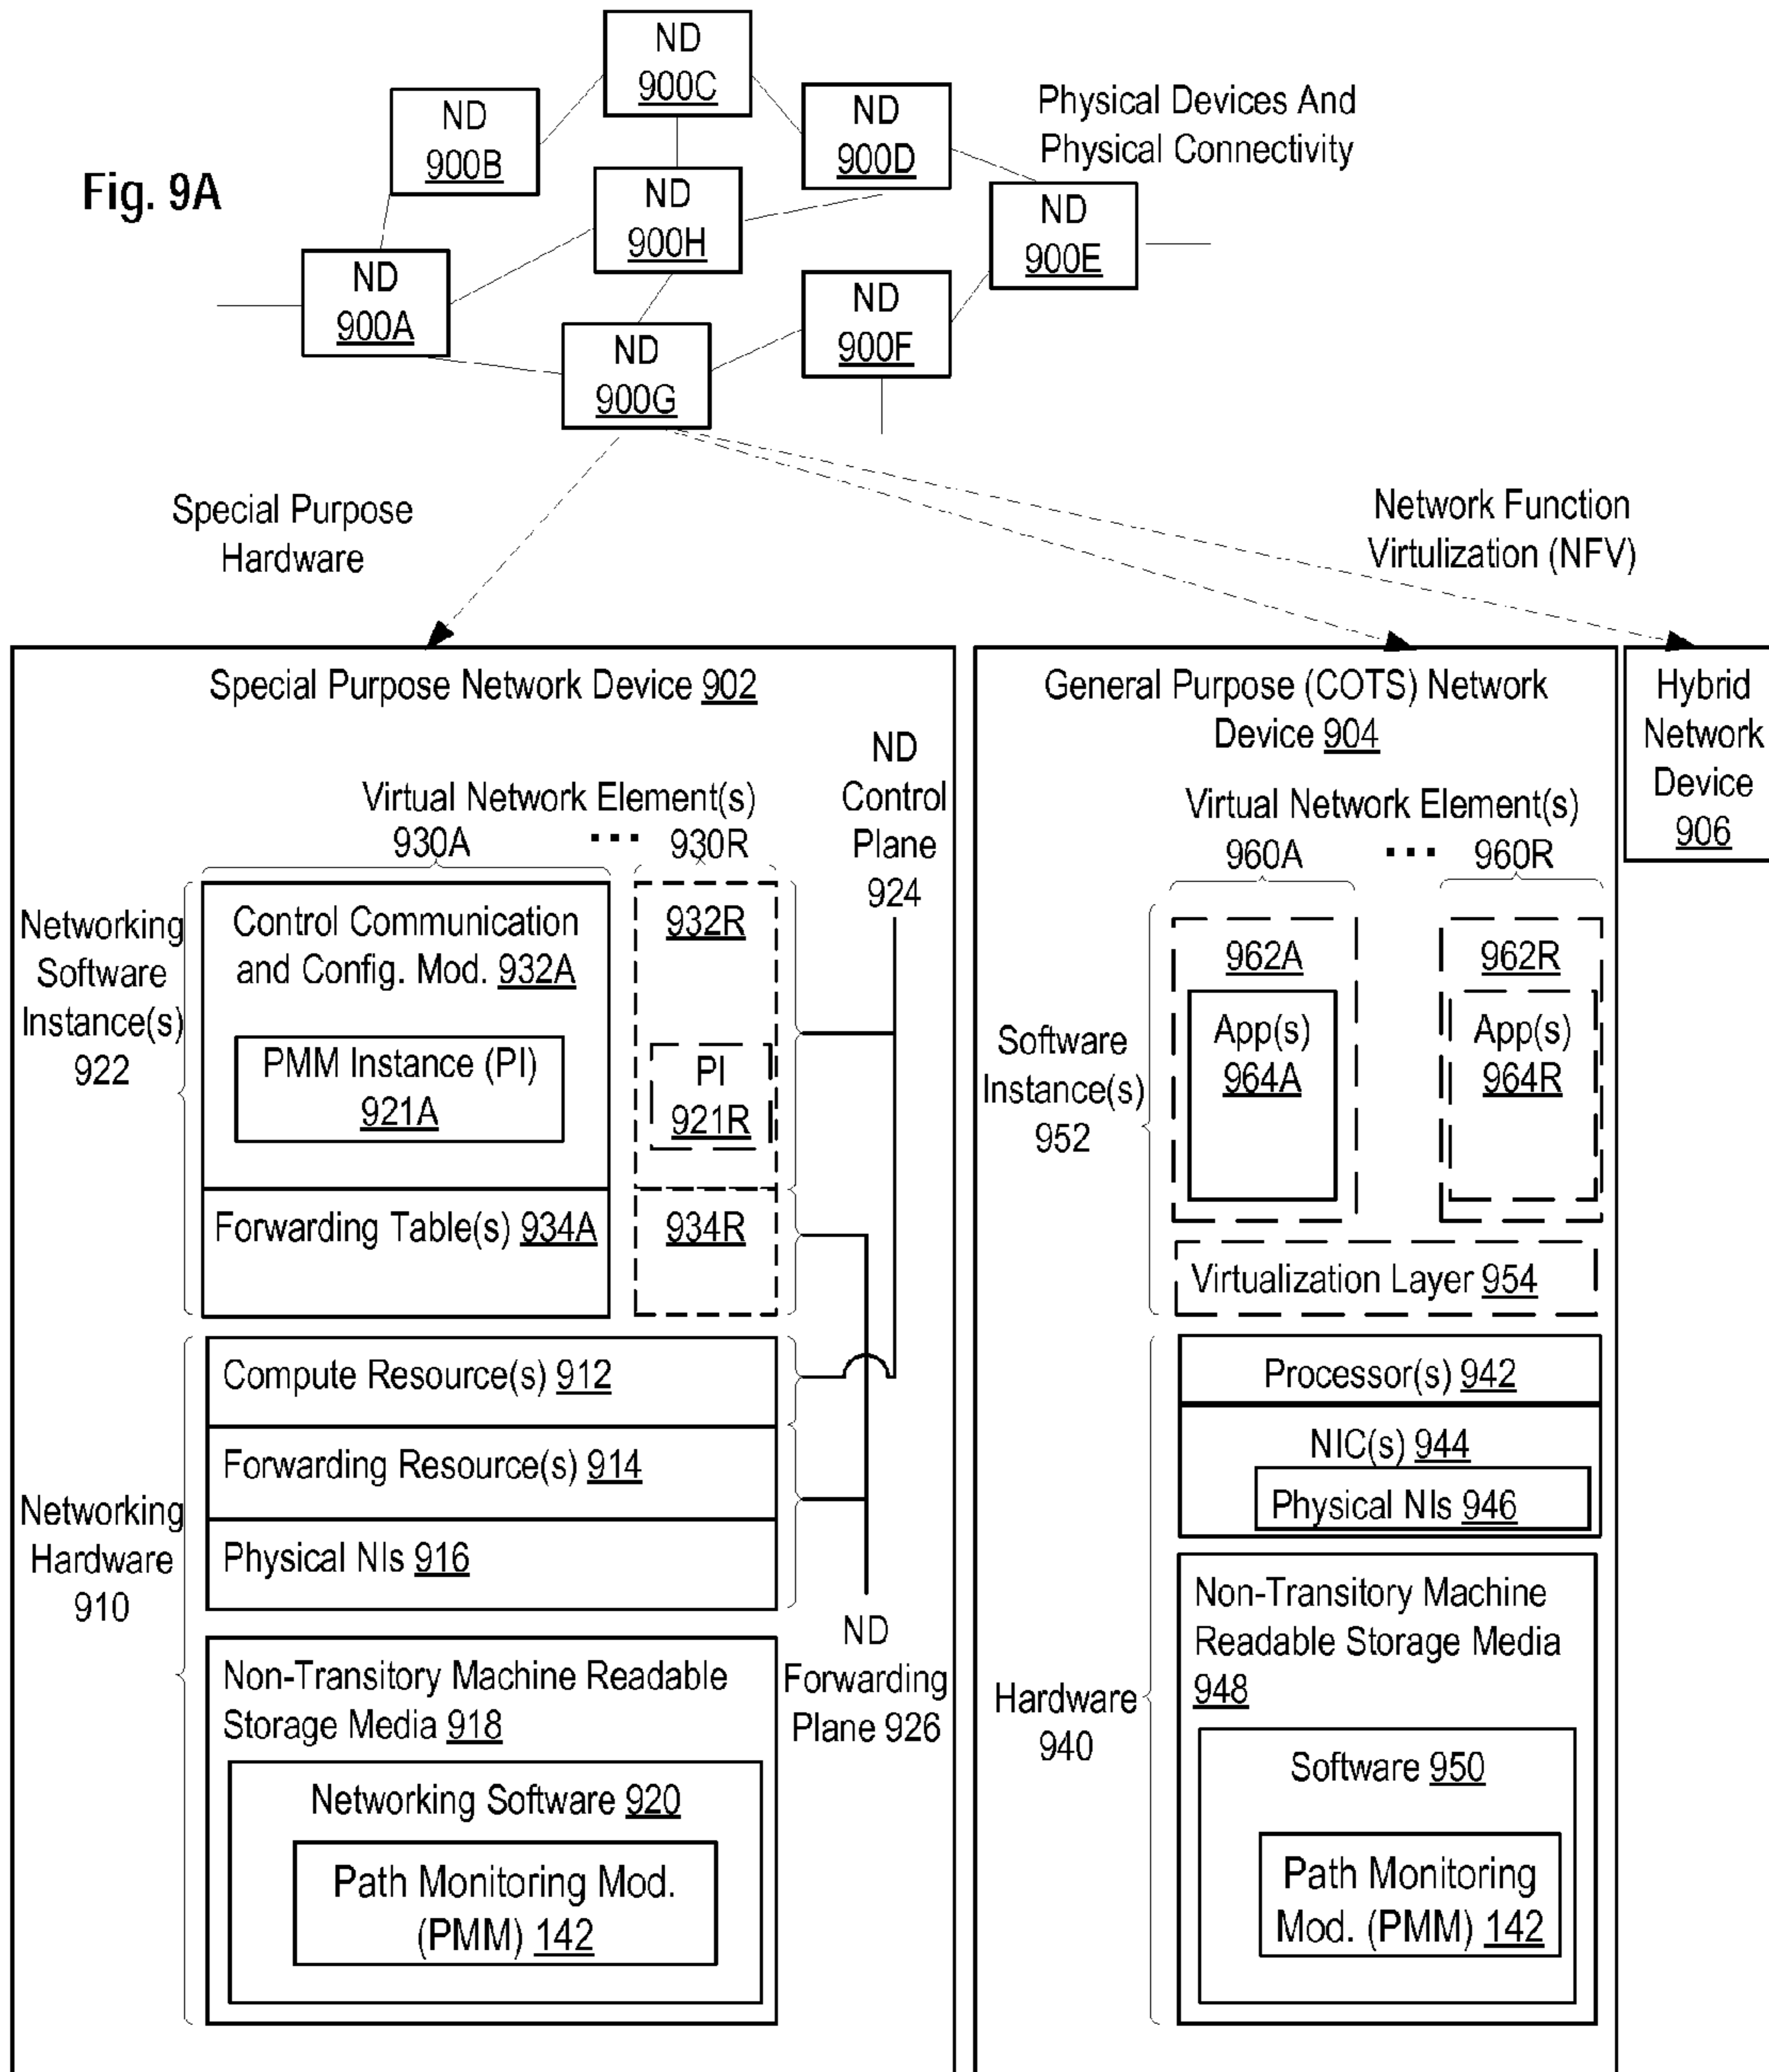 Fig. 9A
ND
900C
ND
900B
ND
900D
Physical Devices And
Physical Connectivity
ND
900H
ND
900E
ND
900A
ND
900F
ND
900G
Special Purpose
Hardware
Network Function
Virtulization (NFV)
Special Purpose Network Device 902
ND
Control
Plane
924
Virtual Network Element(s)
930A
...
930R
Networking
Software
Instance(s)
922
Control Communication
and Config. Mod. 932A
932R
PMM Instance (PI)
921A
PI
921R
Forwarding Table(s) 934A
934R
Networking
Hardware
910
Compute Resource(s) 912
Forwarding Resource(s) 914
Physical NIs 916
ND
Forwarding
Plane 926
Non-Transitory Machine Readable
Storage Media 918
Networking Software 920
Path Monitoring Mod.
(PMM) 142
General Purpose (COTS) Network
Device 904
Virtual Network Element(s)
960A
...
960R
Software
Instance(s)
952
962A
962R
App(s)
964A
App(s)
964R
Virtualization Layer 954
Hardware
940
Processor(s) 942
NIC(s) 944
Physical NIs 946
Non-Transitory Machine
Readable Storage Media
948
Software 950
Path Monitoring
Mod. (PMM) 142
Hybrid
Network
Device
906